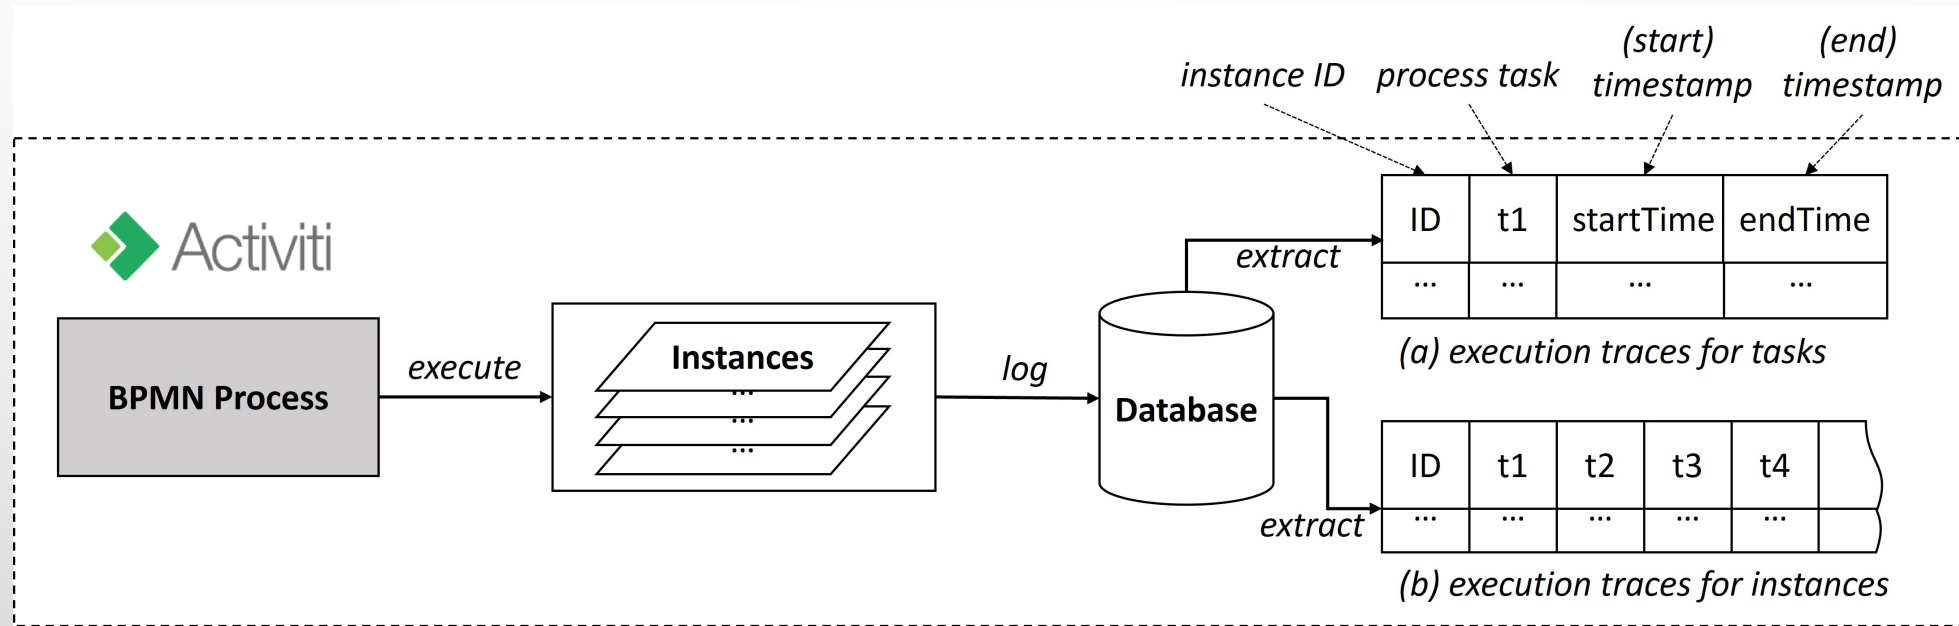 (start)
(end)
instance ID
process task
timestamp
timestamp
Activiti
ID
t1
startTime
endTime
...
...
...
...
extract
(a) execution traces for tasks
BPMN Process
execute
Instances
...
...
...
log
Database
ID
t1
t2
t3
t4
...
...
...
...
...
extract
(b) execution traces for instances